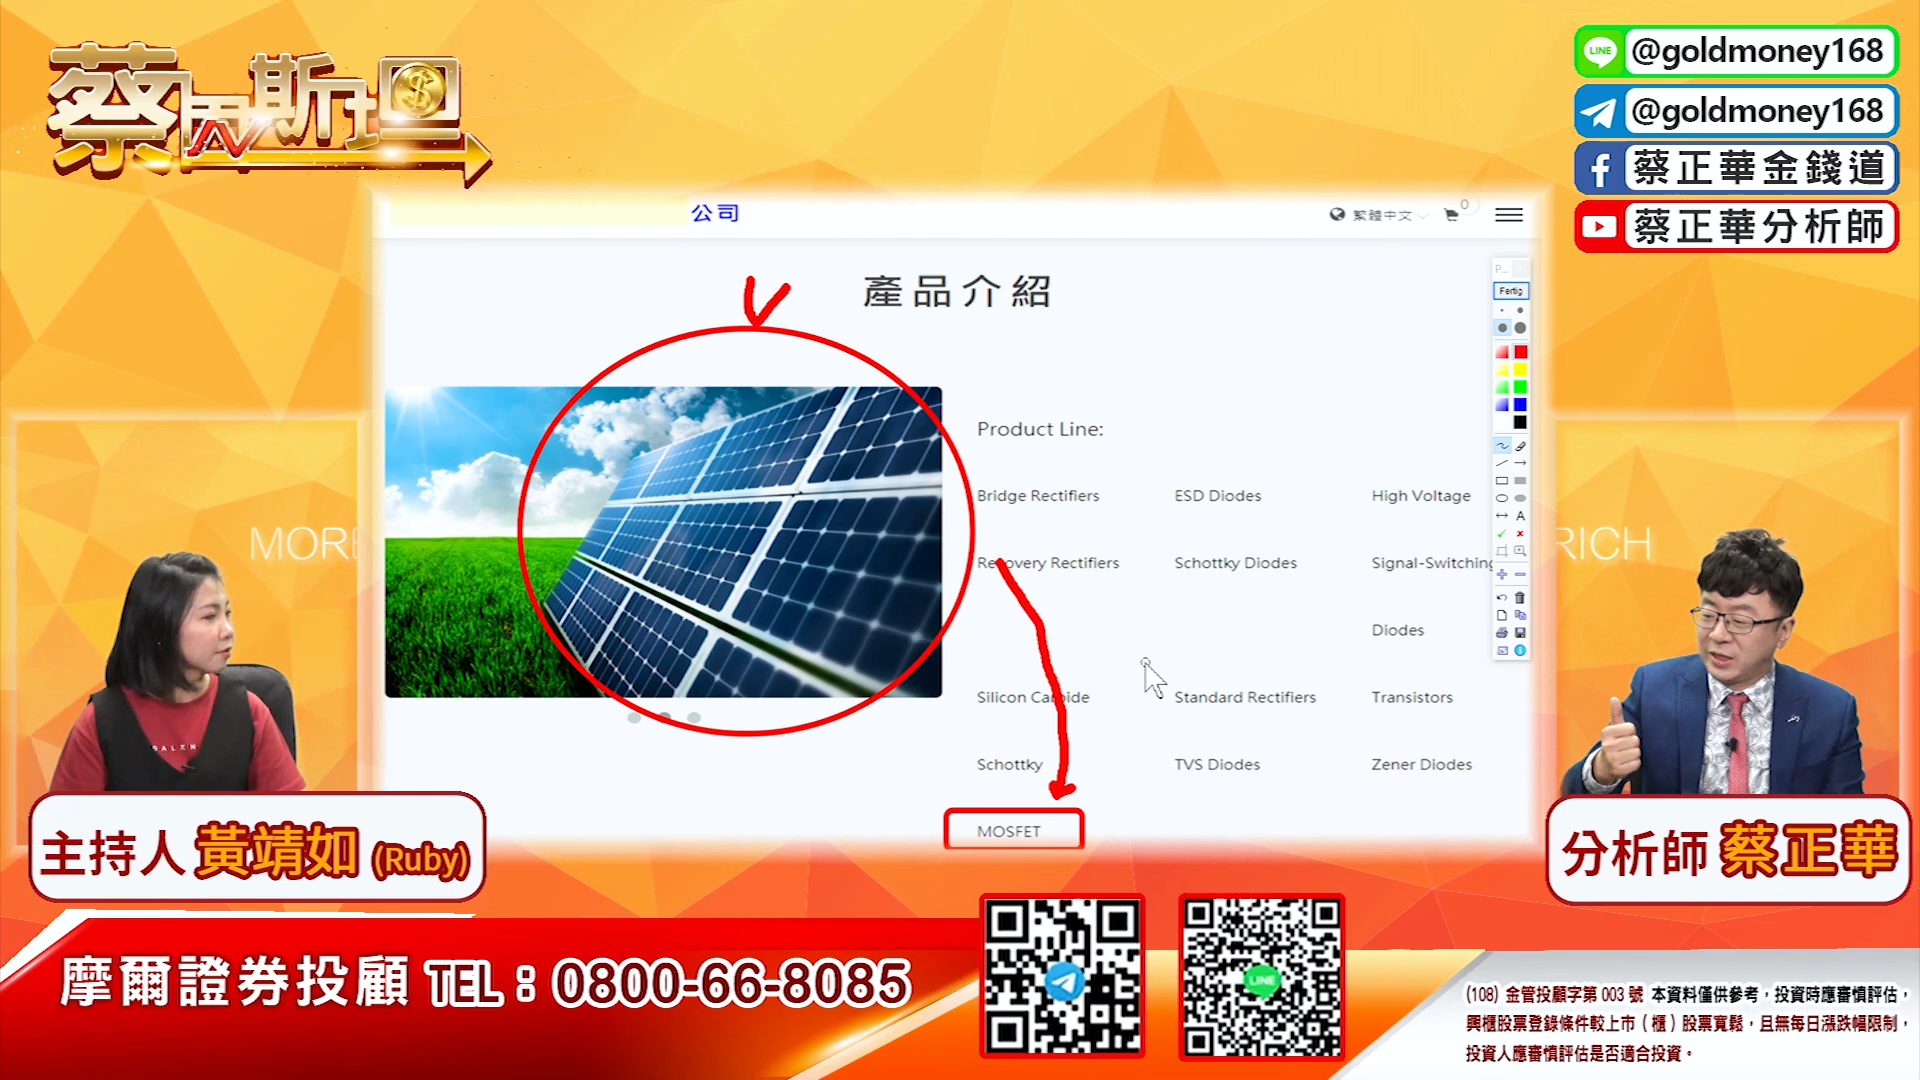 蔡因斯坦
@goldmoney168
@goldmoney168
蔡正華金錢道
蔡正華分析師
公司
繁體中文
0
產品介紹
P...
Fertig
Product Line:
Bridge Rectifiers
ESD Diodes
High Voltage
Recovery Rectifiers
Schottky Diodes
Signal-Switching
Diodes
Silicon Carbide
Standard Rectifiers
Transistors
Schottky
TVS Diodes
Zener Diodes
MOSFET
MORE
RICH
主持人 黃靖如 (Ruby)
分析師 蔡正華
摩爾證券投顧 TEL：0800-66-8085
LINE
LINE
(108) 金管投顧字第 003 號 本資料僅供參考，投資時應審慎評估，
興櫃股票登錄條件較上市（櫃）股票寬鬆，且無每日漲跌幅限制，
投資人應審慎評估是否適合投資。